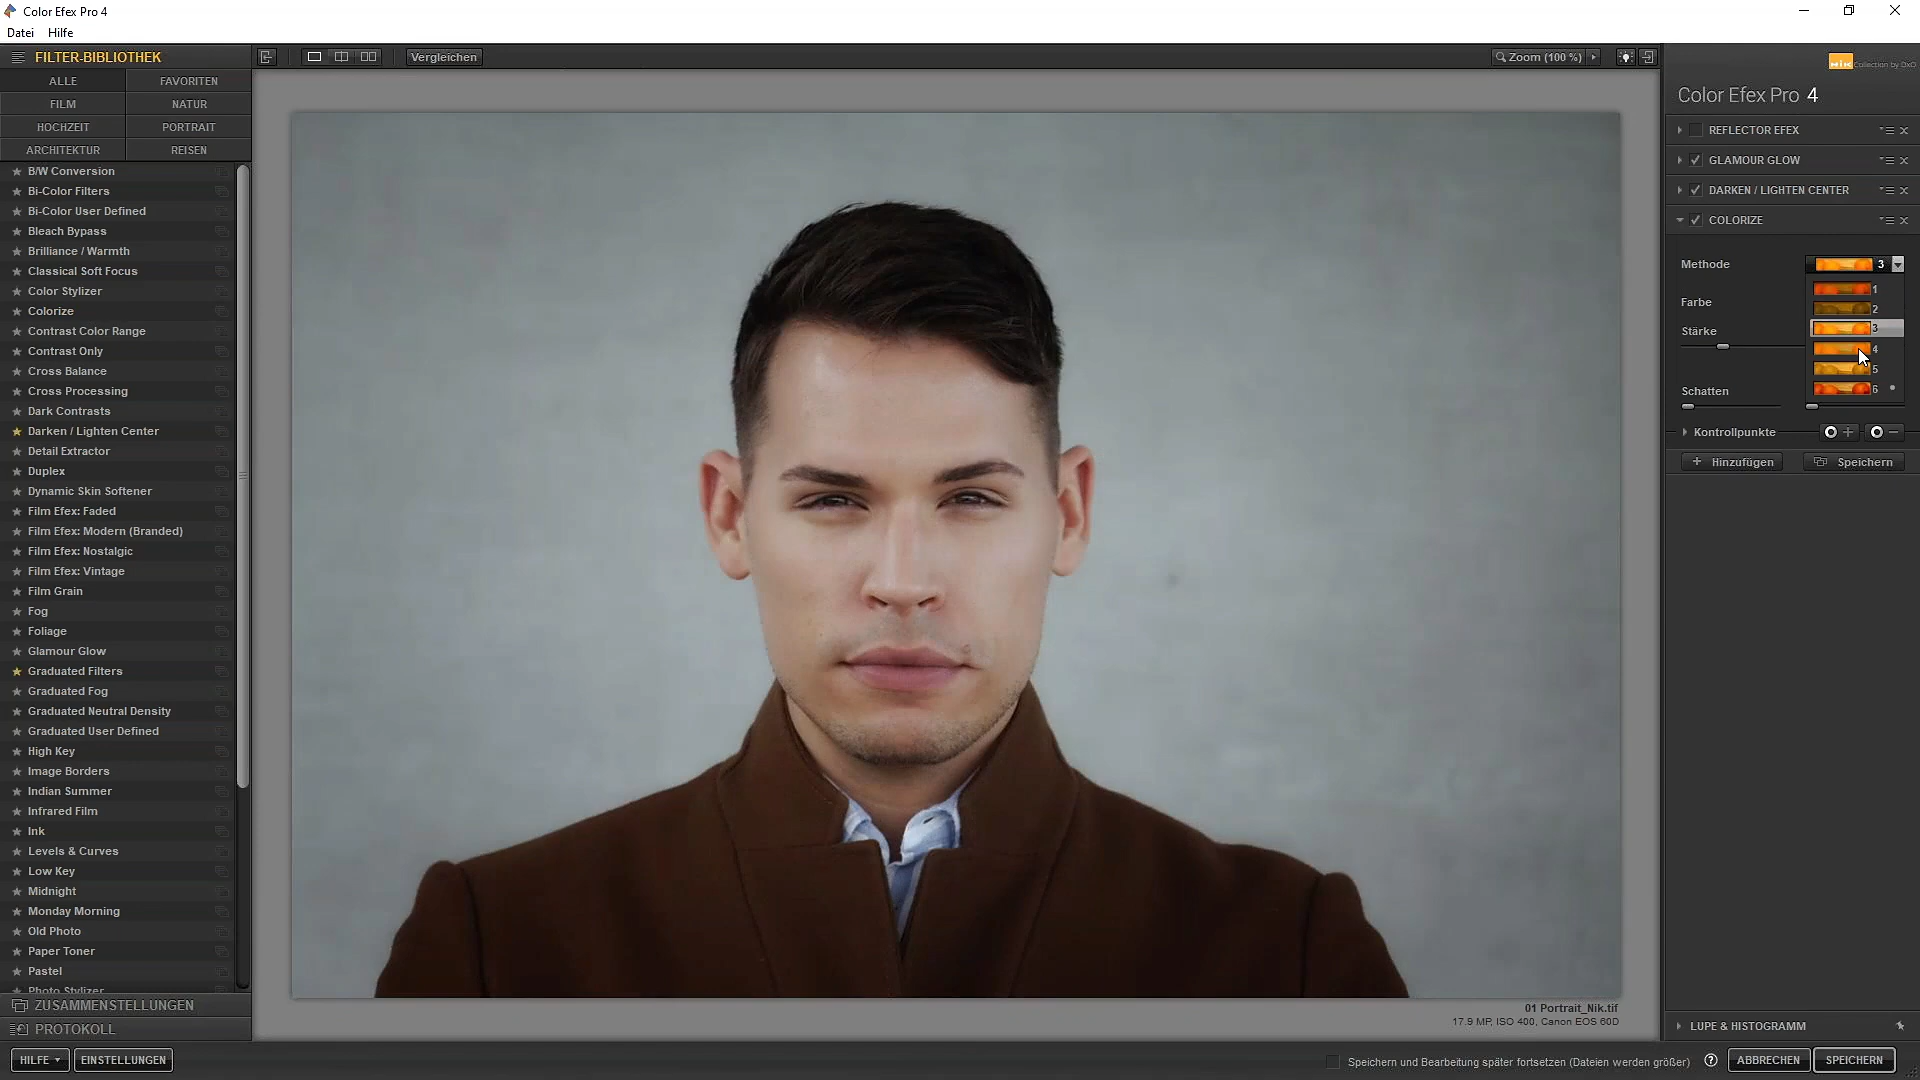 Color Efex Pro 4
Datei Hilfe
FILTER-BIBLIOTHEK
Vergleichen
Zoom (100 %)
ALLE FAVORITEN
FILM NATUR
HOCHZEIT PORTRAIT
ARCHITEKTUR REISEN
B/W Conversion
Bi-Color Filters
Bi-Color User Defined
Bleach Bypass
Brilliance / Warmth
Classical Soft Focus
Color Stylizer
Colorize
Contrast Color Range
Contrast Only
Cross Balance
Cross Processing
Dark Contrasts
Darken / Lighten Center
Detail Extractor
Duplex
Dynamic Skin Softener
Film Efex: Faded
Film Efex: Modern (Branded)
Film Efex: Nostalgic
Film Efex: Vintage
Film Grain
Fog
Foliage
Glamour Glow
Graduated Filters
Graduated Fog
Graduated Neutral Density
Graduated User Defined
High Key
Image Borders
Indian Summer
Infrared Film
Ink
Levels & Curves
Low Key
Midnight
Monday Morning
Old Photo
Paper Toner
Pastel
Photo Stylizer
ZUSAMMENSTELLUNGEN
PROTOKOLL
HILFE EINSTELLUNGEN
01 Portrait_Nik.tif
17.9 MP, ISO 400, Canon EOS 60D
Nik Collection by DxO
Color Efex Pro 4
REFLECTOR EFEX
GLAMOUR GLOW
DARKEN / LIGHTEN CENTER
COLORIZE
Methode 3
1
Farbe
2
Stärke
3
4
5
Schatten
6
Kontrollpunkte
Hinzufügen Speichern
LUPE & HISTOGRAMM
Speichern und Bearbeitung später fortsetzen (Dateien werden größer) ? ABBRECHEN SPEICHERN